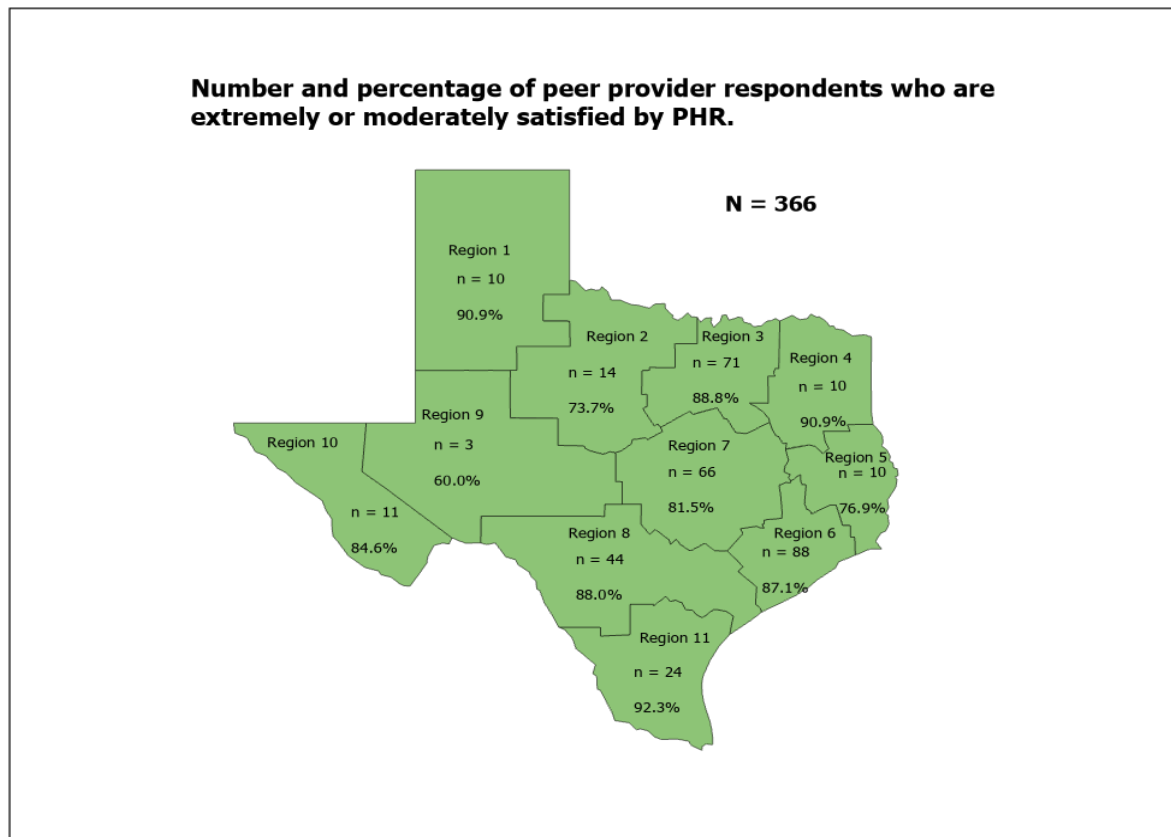 Number and percentage of peer provider respondents who are
extremely or moderately satisfied by PHR.
N = 366
Region 1
n = 10
90.9%
Region 2
n = 14
73.7%
Region 3
n = 71
88.8%
Region 4
n = 10
90.9%
Region 9
n = 3
60.0%
Region 10
n = 11
84.6%
Region 7
n = 66
81.5%
Region 5
n = 10
76.9%
Region 8
n = 44
88.0%
Region 6
n = 88
87.1%
Region 11
n = 24
92.3%